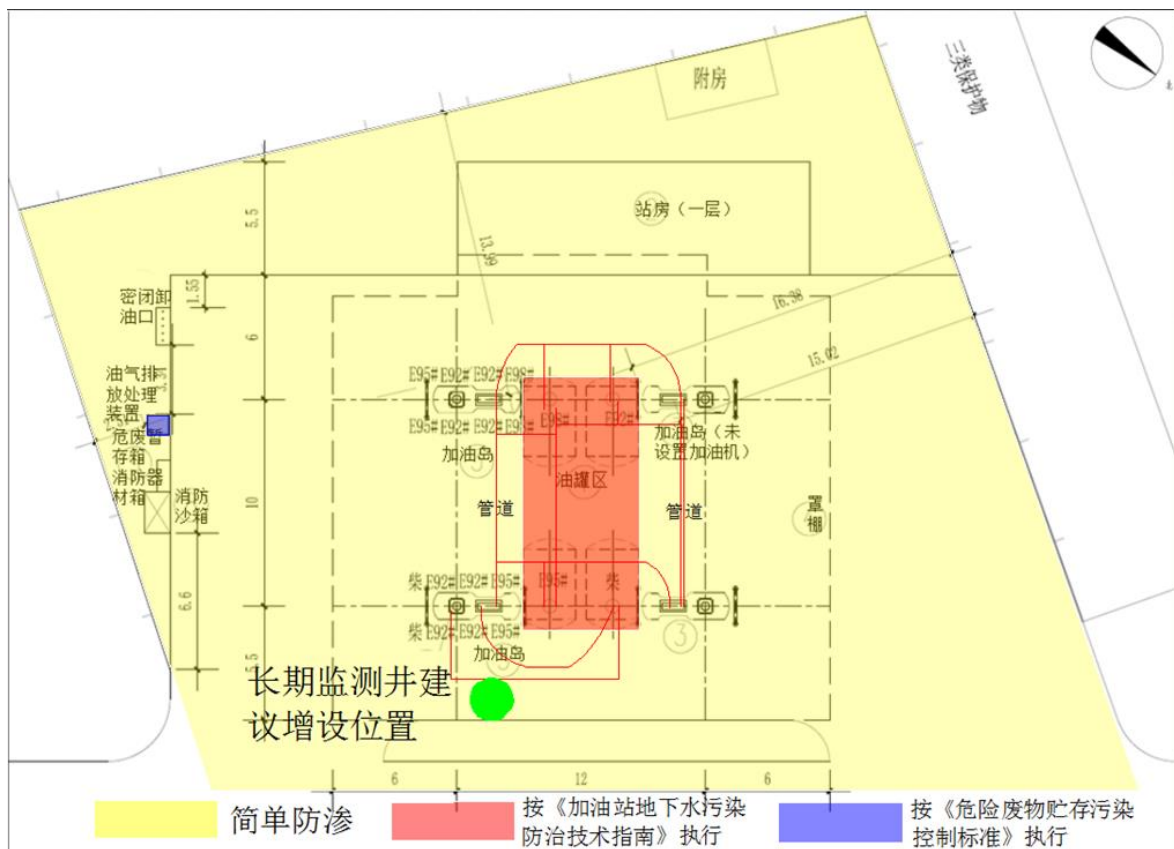 附房
三类保护物
北
站房（一层）
②
5.5
13.99
1.55
密闭卸
油口
6
16.38
15.02
油气排
放处理
装置
危废暂
存箱
消防器
材箱
消防
沙箱
E95# E92# E92# E98#
E95# E92# E92# E98#
E98#
E92#
加油岛
加油岛（未
设置加油机）
油罐区
管道
管道
罩
棚
10
6.6
柴 E92# E92# E95#
柴 E92# E92# E95#
E95#
柴
加油岛
③
5.5
长期监测井建
议增设位置
6
12
6
简单防渗
按《加油站地下水污染
防治技术指南》执行
按《危险废物贮存污染
控制标准》执行